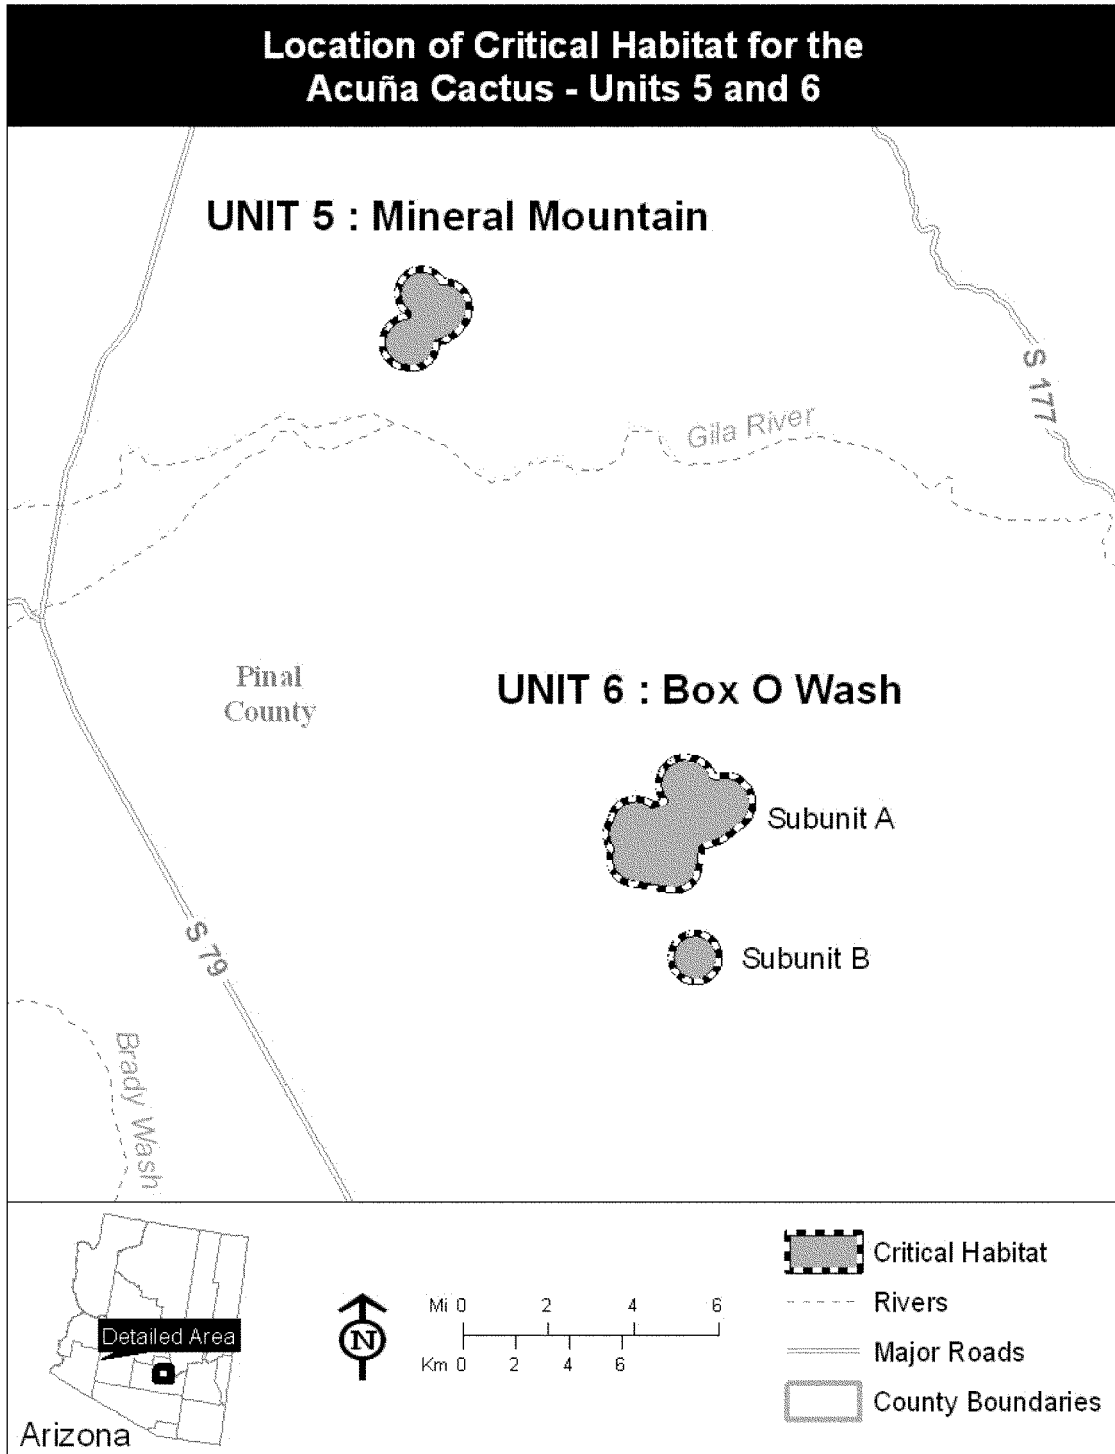 Location of Critical Habitat for the
Acuña Cactus - Units 5 and 6
UNIT 5 : Mineral Mountain
S 177
Gila River
Pinal
County
UNIT 6 : Box O Wash
Subunit A
S 79
Subunit B
Brady Wash
Detailed Area
Arizona
N
Mi 0 2 4 6
Km 0 2 4 6
Critical Habitat
Rivers
Major Roads
County Boundaries